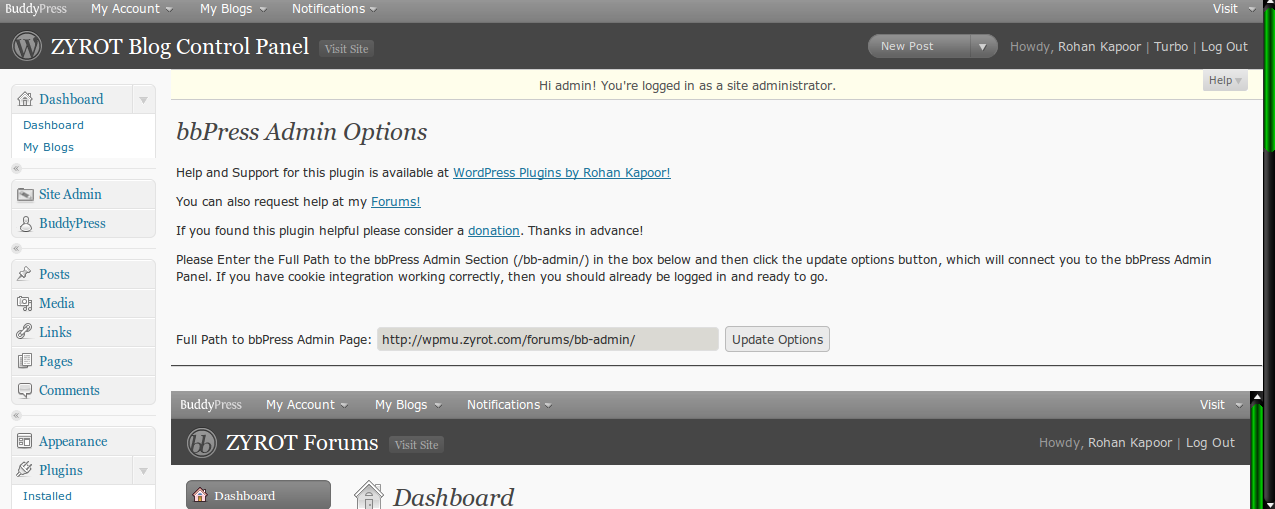 BuddyPress My Account My Blogs Notifications Visit
ZYROT Blog Control Panel Visit Site New Post Howdy, Rohan Kapoor | Turbo | Log Out
Hi admin! You're logged in as a site administrator. Help
Dashboard
Dashboard
My Blogs
Site Admin
BuddyPress
Posts
Media
Links
Pages
Comments
Appearance
Plugins
Installed
bbPress Admin Options
Help and Support for this plugin is available at WordPress Plugins by Rohan Kapoor!
You can also request help at my Forums!
If you found this plugin helpful please consider a donation. Thanks in advance!
Please Enter the Full Path to the bbPress Admin Section (/bb-admin/) in the box below and then click the update options button, which will connect you to the bbPress Admin
Panel. If you have cookie integration working correctly, then you should already be logged in and ready to go.
Full Path to bbPress Admin Page: http://wpmu.zyrot.com/forums/bb-admin/ Update Options
BuddyPress My Account My Blogs Notifications Visit
bb ZYROT Forums Visit Site Howdy, Rohan Kapoor | Log Out
Dashboard
Dashboard